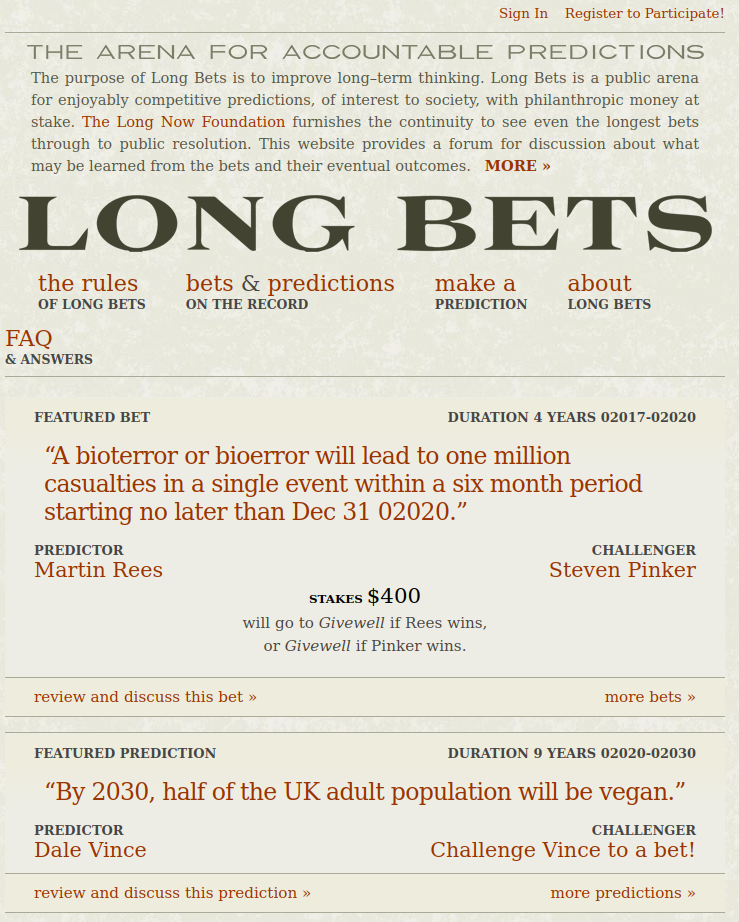 Sign In Register to Participate!
THE ARENA FOR ACCOUNTABLE PREDICTIONS
The purpose of Long Bets is to improve long–term thinking. Long Bets is a public arena
for enjoyably competitive predictions, of interest to society, with philanthropic money at
stake. The Long Now Foundation furnishes the continuity to see even the longest bets
through to public resolution. This website provides a forum for discussion about what
may be learned from the bets and their eventual outcomes. MORE »
LONG BETS
the rules
OF LONG BETS
bets & predictions
ON THE RECORD
make a
PREDICTION
about
LONG BETS
FAQ
& ANSWERS
FEATURED BET
DURATION 4 YEARS 02017-02020
“A bioterror or bioerror will lead to one million
casualties in a single event within a six month period
starting no later than Dec 31 02020.”
PREDICTOR
Martin Rees
CHALLENGER
Steven Pinker
STAKES $400
will go to Givewell if Rees wins,
or Givewell if Pinker wins.
review and discuss this bet »
more bets »
FEATURED PREDICTION
DURATION 9 YEARS 02020-02030
“By 2030, half of the UK adult population will be vegan.”
PREDICTOR
Dale Vince
CHALLENGER
Challenge Vince to a bet!
review and discuss this prediction »
more predictions »